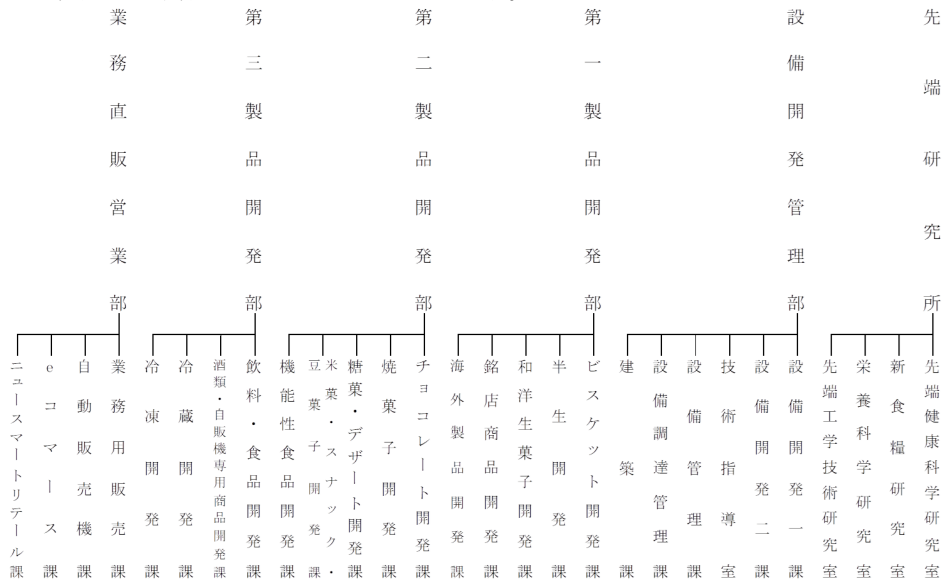 先端研究所
先端健康科学研究室
新食糧研究室
栄養科学研究室
先端工学技術研究室
設備開発管理部
設備開発一課
設備開発二課
技術指導室
設備管理課
設備調達管理課
建築課
第一製品開発部
ビスケット開発課
半生開発課
和洋生菓子開発課
銘店商品開発課
海外製品開発課
第二製品開発部
チョコレート開発課
焼菓子開発課
糖菓・デザート開発課
米菓・スナック・
豆菓子開発課
機能性食品開発課
第三製品開発部
飲料・食品開発課
酒類・自販機専用商品開発課
冷蔵開発課
冷凍開発課
業務直販営業部
業務用販売課
自動販売機課
eコマース課
ニュースマートリテール課